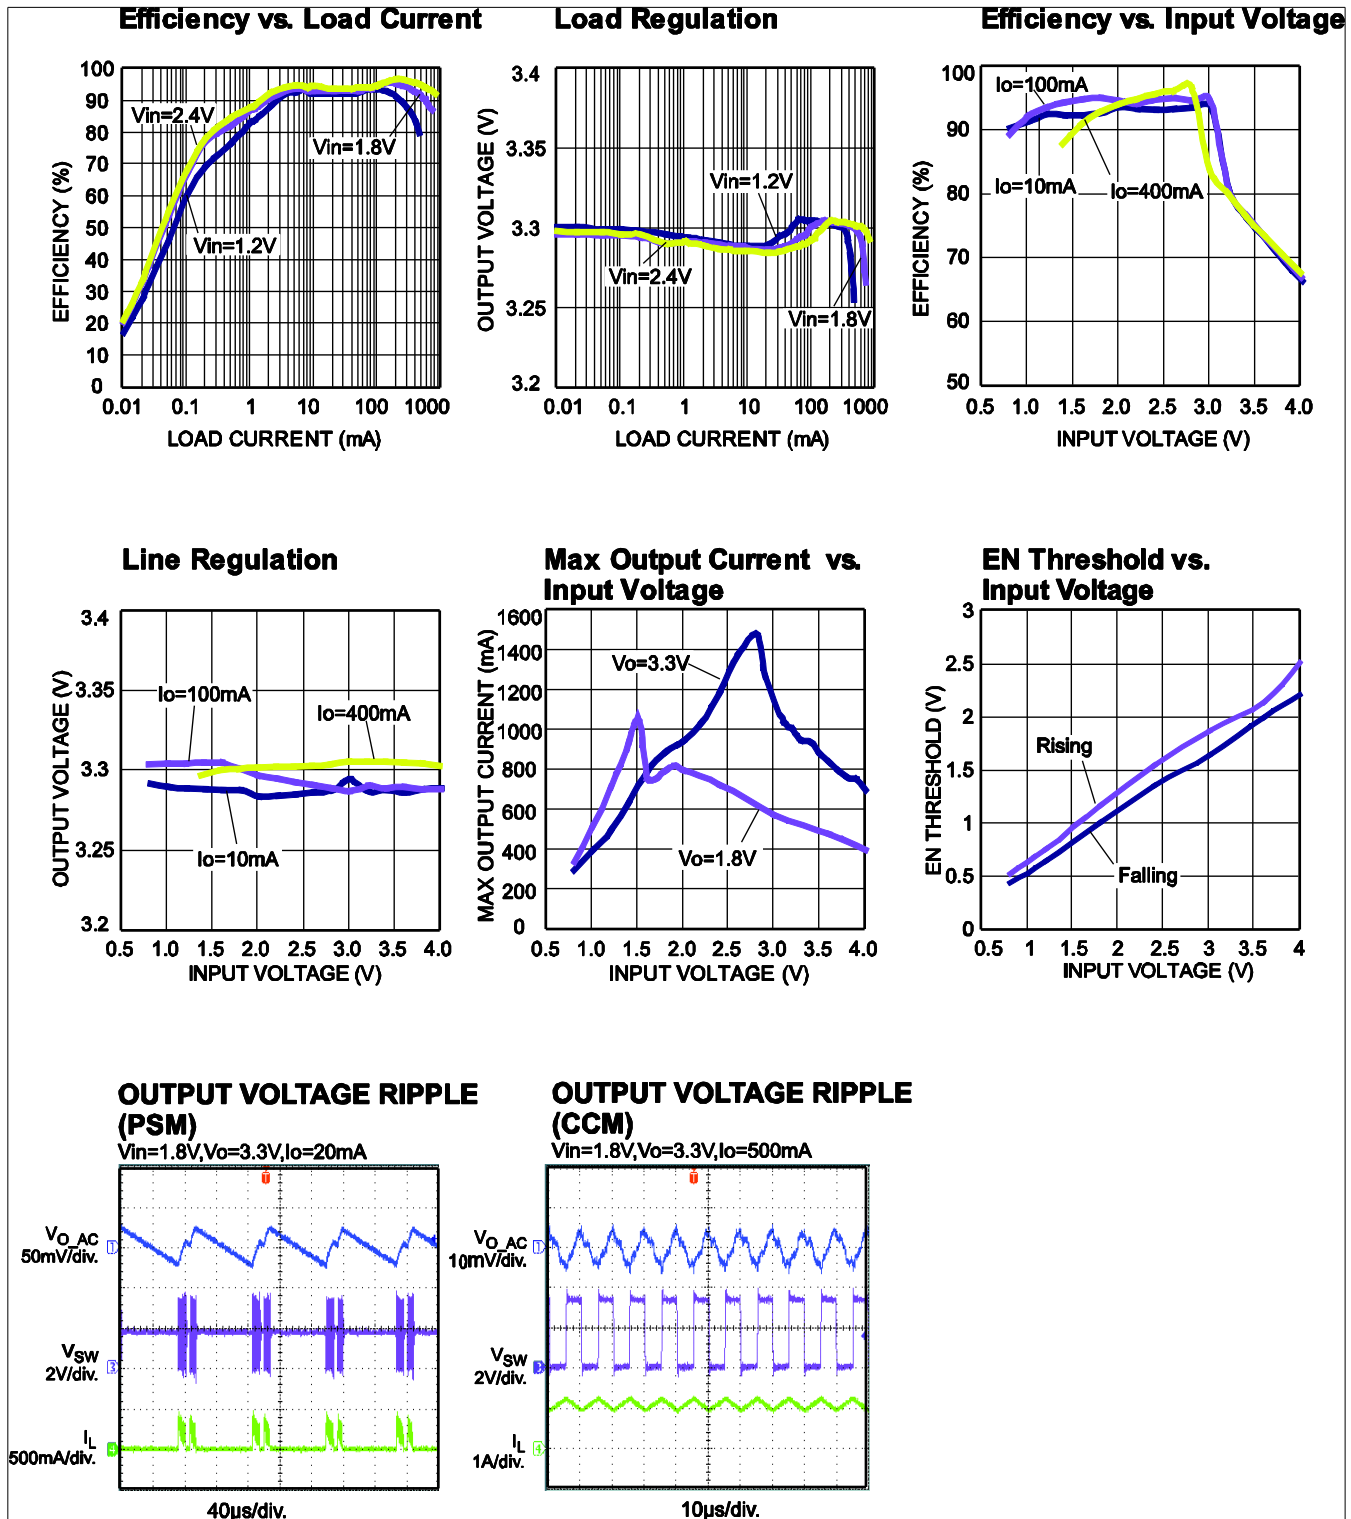 Efficiency vs. Load Current
100
90
80
70
60
50
40
30
20
10
0
EFFICIENCY (%)
Vin=2.4V
Vin=1.8V
Vin=1.2V
0.01 0.1 1 10 100 1000
LOAD CURRENT (mA)
Load Regulation
3.4
3.35
3.3
3.25
3.2
OUTPUT VOLTAGE (V)
Vin=1.2V
Vin=2.4V
Vin=1.8V
0.01 0.1 1 10 100 1000
LOAD CURRENT (mA)
Efficiency vs. Input Voltage
100
90
80
70
60
50
EFFICIENCY (%)
Io=100mA
Io=10mA
Io=400mA
0.5 1.0 1.5 2.0 2.5 3.0 3.5 4.0
INPUT VOLTAGE (V)
Line Regulation
3.4
3.35
3.3
3.25
3.2
OUTPUT VOLTAGE (V)
Io=100mA
Io=400mA
Io=10mA
0.5 1.0 1.5 2.0 2.5 3.0 3.5 4.0
INPUT VOLTAGE (V)
Max Output Current vs.
Input Voltage
1600
1400
1200
1000
800
600
400
200
0
MAX OUTPUT CURRENT (mA)
Vo=3.3V
Vo=1.8V
0.5 1.0 1.5 2.0 2.5 3.0 3.5 4.0
INPUT VOLTAGE (V)
EN Threshold vs.
Input Voltage
3
2.5
2
1.5
1
0.5
0
EN THRESHOLD (V)
Rising
Falling
0.5 1 1.5 2 2.5 3 3.5 4
INPUT VOLTAGE (V)
OUTPUT VOLTAGE RIPPLE
(PSM)
Vin=1.8V,Vo=3.3V,Io=20mA
T
VO_AC
50mV/div.
1
VSW
2V/div.
3
IL
500mA/div.
4
40µs/div.
OUTPUT VOLTAGE RIPPLE
(CCM)
Vin=1.8V,Vo=3.3V,Io=500mA
T
VO_AC
10mV/div.
1
VSW
2V/div.
3
IL
1A/div.
4
10µs/div.